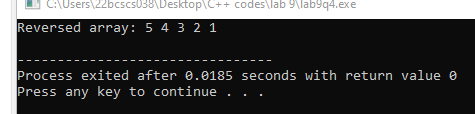 C:\Users\22bcscs038\Desktop\C++ codes\lab 9\lab9q4.exe
Reversed array: 5 4 3 2 1
--------------------------------
Process exited after 0.0185 seconds with return value 0
Press any key to continue . . .